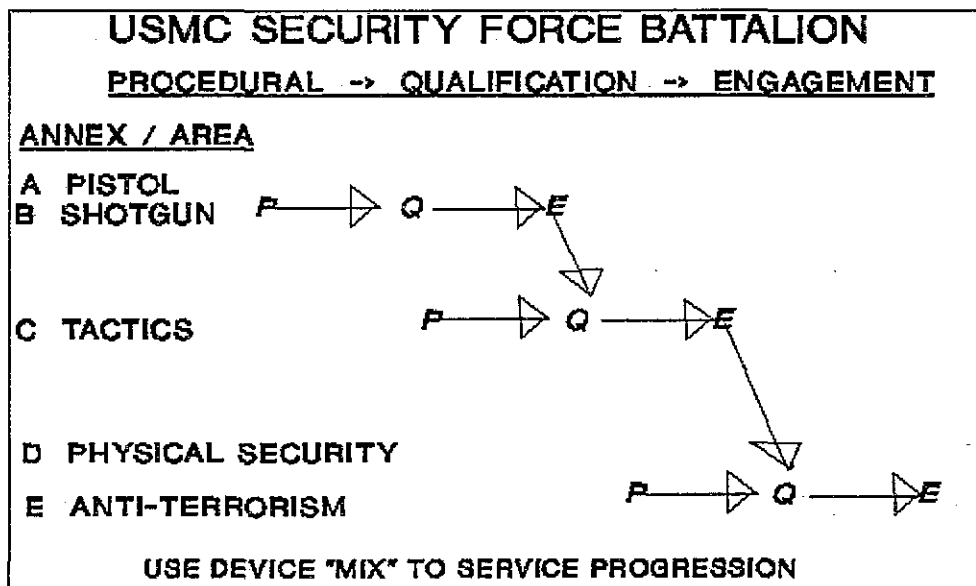 USMC SECURITY FORCE BATTALION
PROCEDURAL -> QUALIFICATION -> ENGAGEMENT
ANNEX / AREA
A PISTOL
B SHOTGUN P Q E
C TACTICS P Q E
D PHYSICAL SECURITY
E ANTI-TERRORISM P Q E
USE DEVICE "MIX" TO SERVICE PROGRESSION